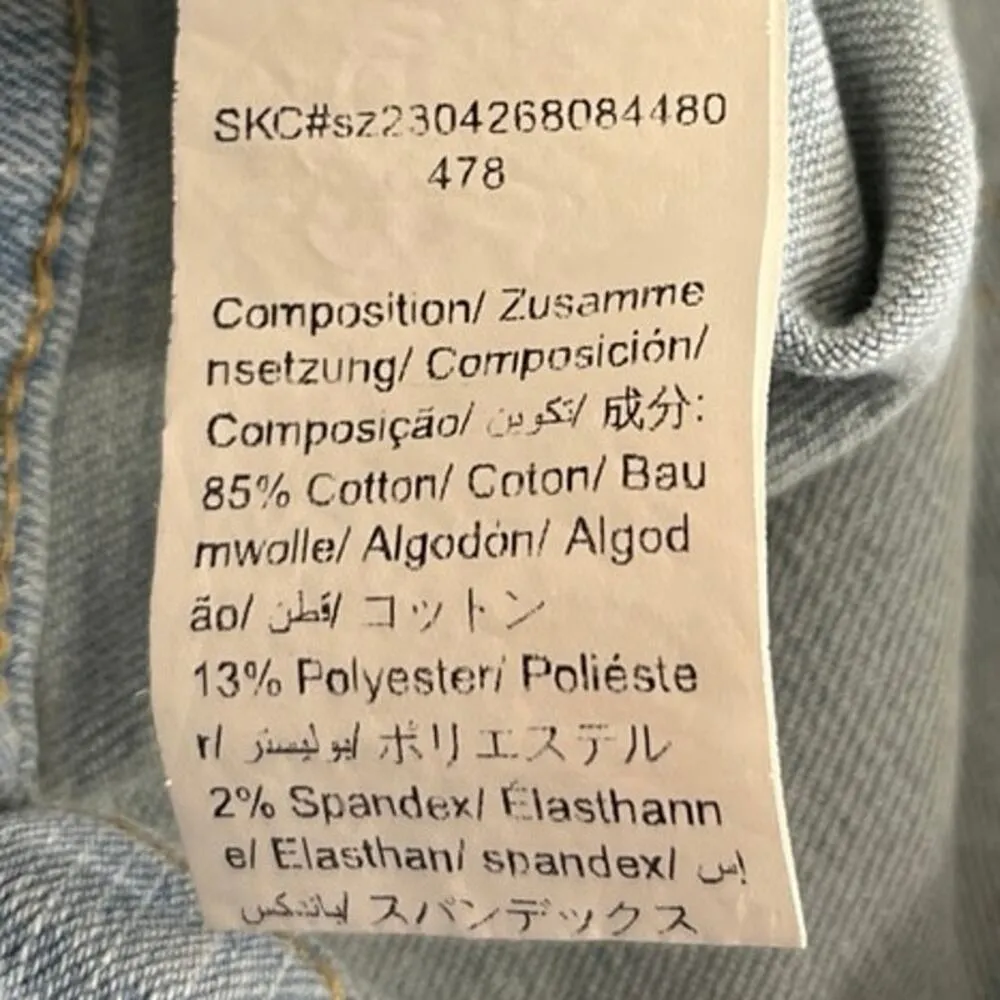 SKC#sz2304268084480
478
Composition/ Zusamme
nsetzung/ Composición/
Composição/ تكوين/ 成分:
85% Cotton/ Coton/ Bau
mwolle/ Algodón/ Algod
ão/ قطن/ コットン
13% Polyester/ Poliéste
r/ بوليستر/ ポリエステル
2% Spandex/ Élasthann
e/ Elasthan/ spandex/ إس
باندكس/ スパンデックス